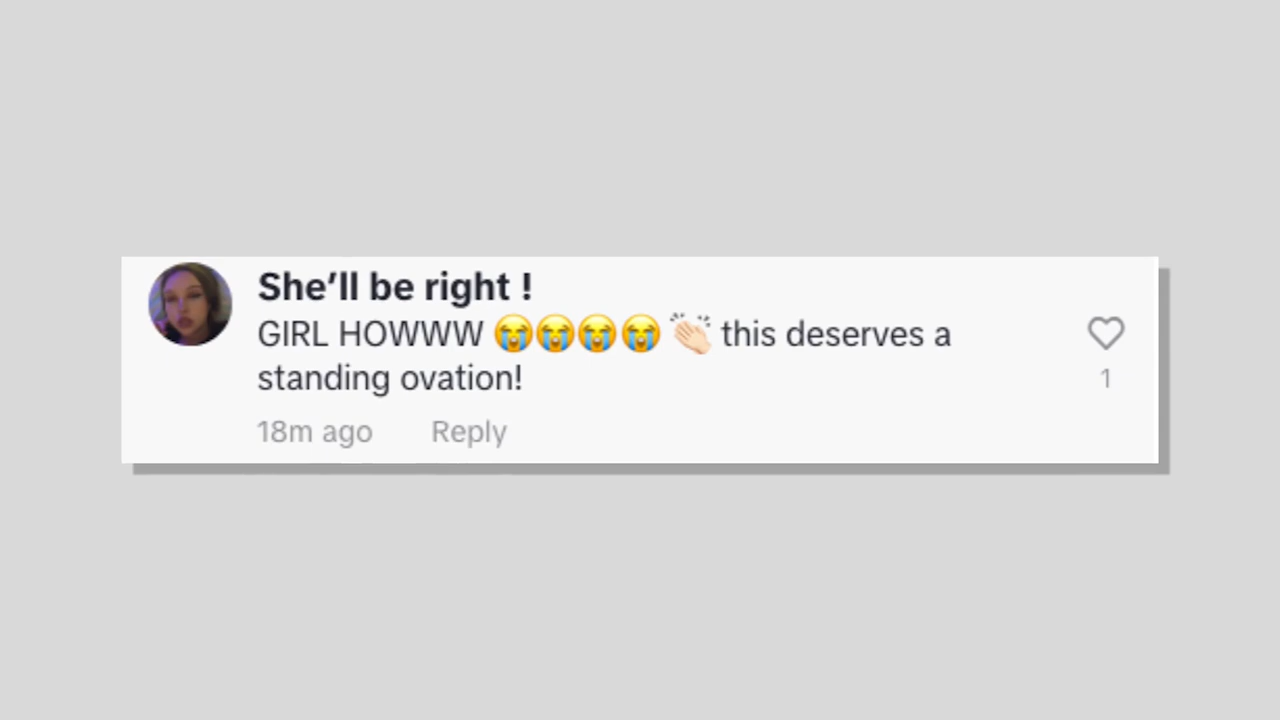 She’ll be right !
GIRL HOWWW 😭😭😭😭 👏🏻 this deserves a
standing ovation!
1
18m ago Reply